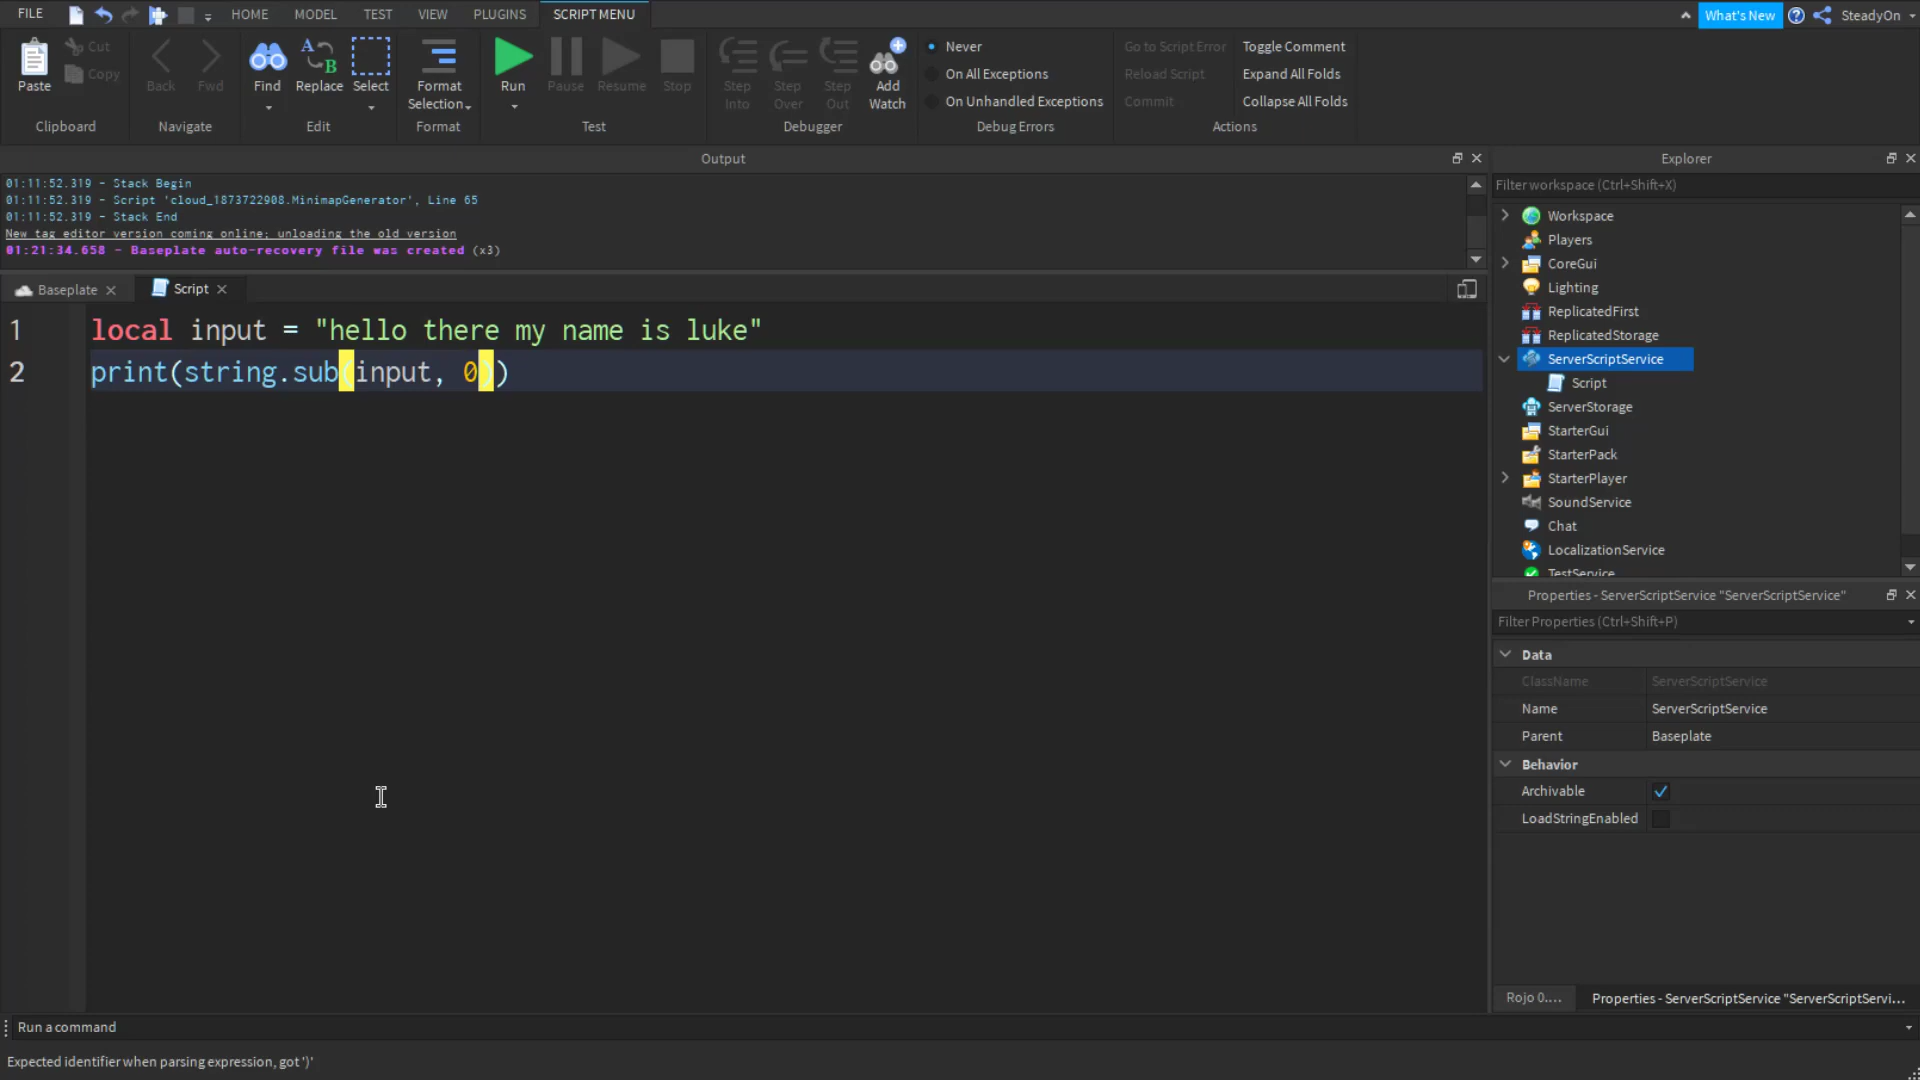 FILE HOME MODEL TEST VIEW PLUGINS SCRIPT MENU What's New SteadyOn
Paste Cut Copy Back Fwd Find Replace Select Format Selection Run Pause Resume Stop Step Into Step Over Step Out Add Watch
Never
On All Exceptions
On Unhandled Exceptions
Go to Script Error
Reload Script
Commit
Toggle Comment
Expand All Folds
Collapse All Folds
Clipboard Navigate Edit Format Test Debugger Debug Errors Actions
Output
01:11:52.319 - Stack Begin
01:11:52.319 - Script 'cloud_1873722908.MinimapGenerator', Line 65
01:11:52.319 - Stack End
New tag editor version coming online; unloading the old version
01:21:34.658 - Baseplate auto-recovery file was created (x3)
Baseplate Script
1 local input = "hello there my name is luke"
2 print(string.sub(input, 0))
Explorer
Filter workspace (Ctrl+Shift+X)
Workspace
Players
CoreGui
Lighting
ReplicatedFirst
ReplicatedStorage
ServerScriptService
Script
ServerStorage
StarterGui
StarterPack
StarterPlayer
SoundService
Chat
LocalizationService
TestService
Properties - ServerScriptService "ServerScriptService"
Filter Properties (Ctrl+Shift+P)
Data
ClassName ServerScriptService
Name ServerScriptService
Parent Baseplate
Behavior
Archivable
LoadStringEnabled
Rojo 0.... Properties - ServerScriptService "ServerScriptServi...
Run a command
Expected identifier when parsing expression, got ')'